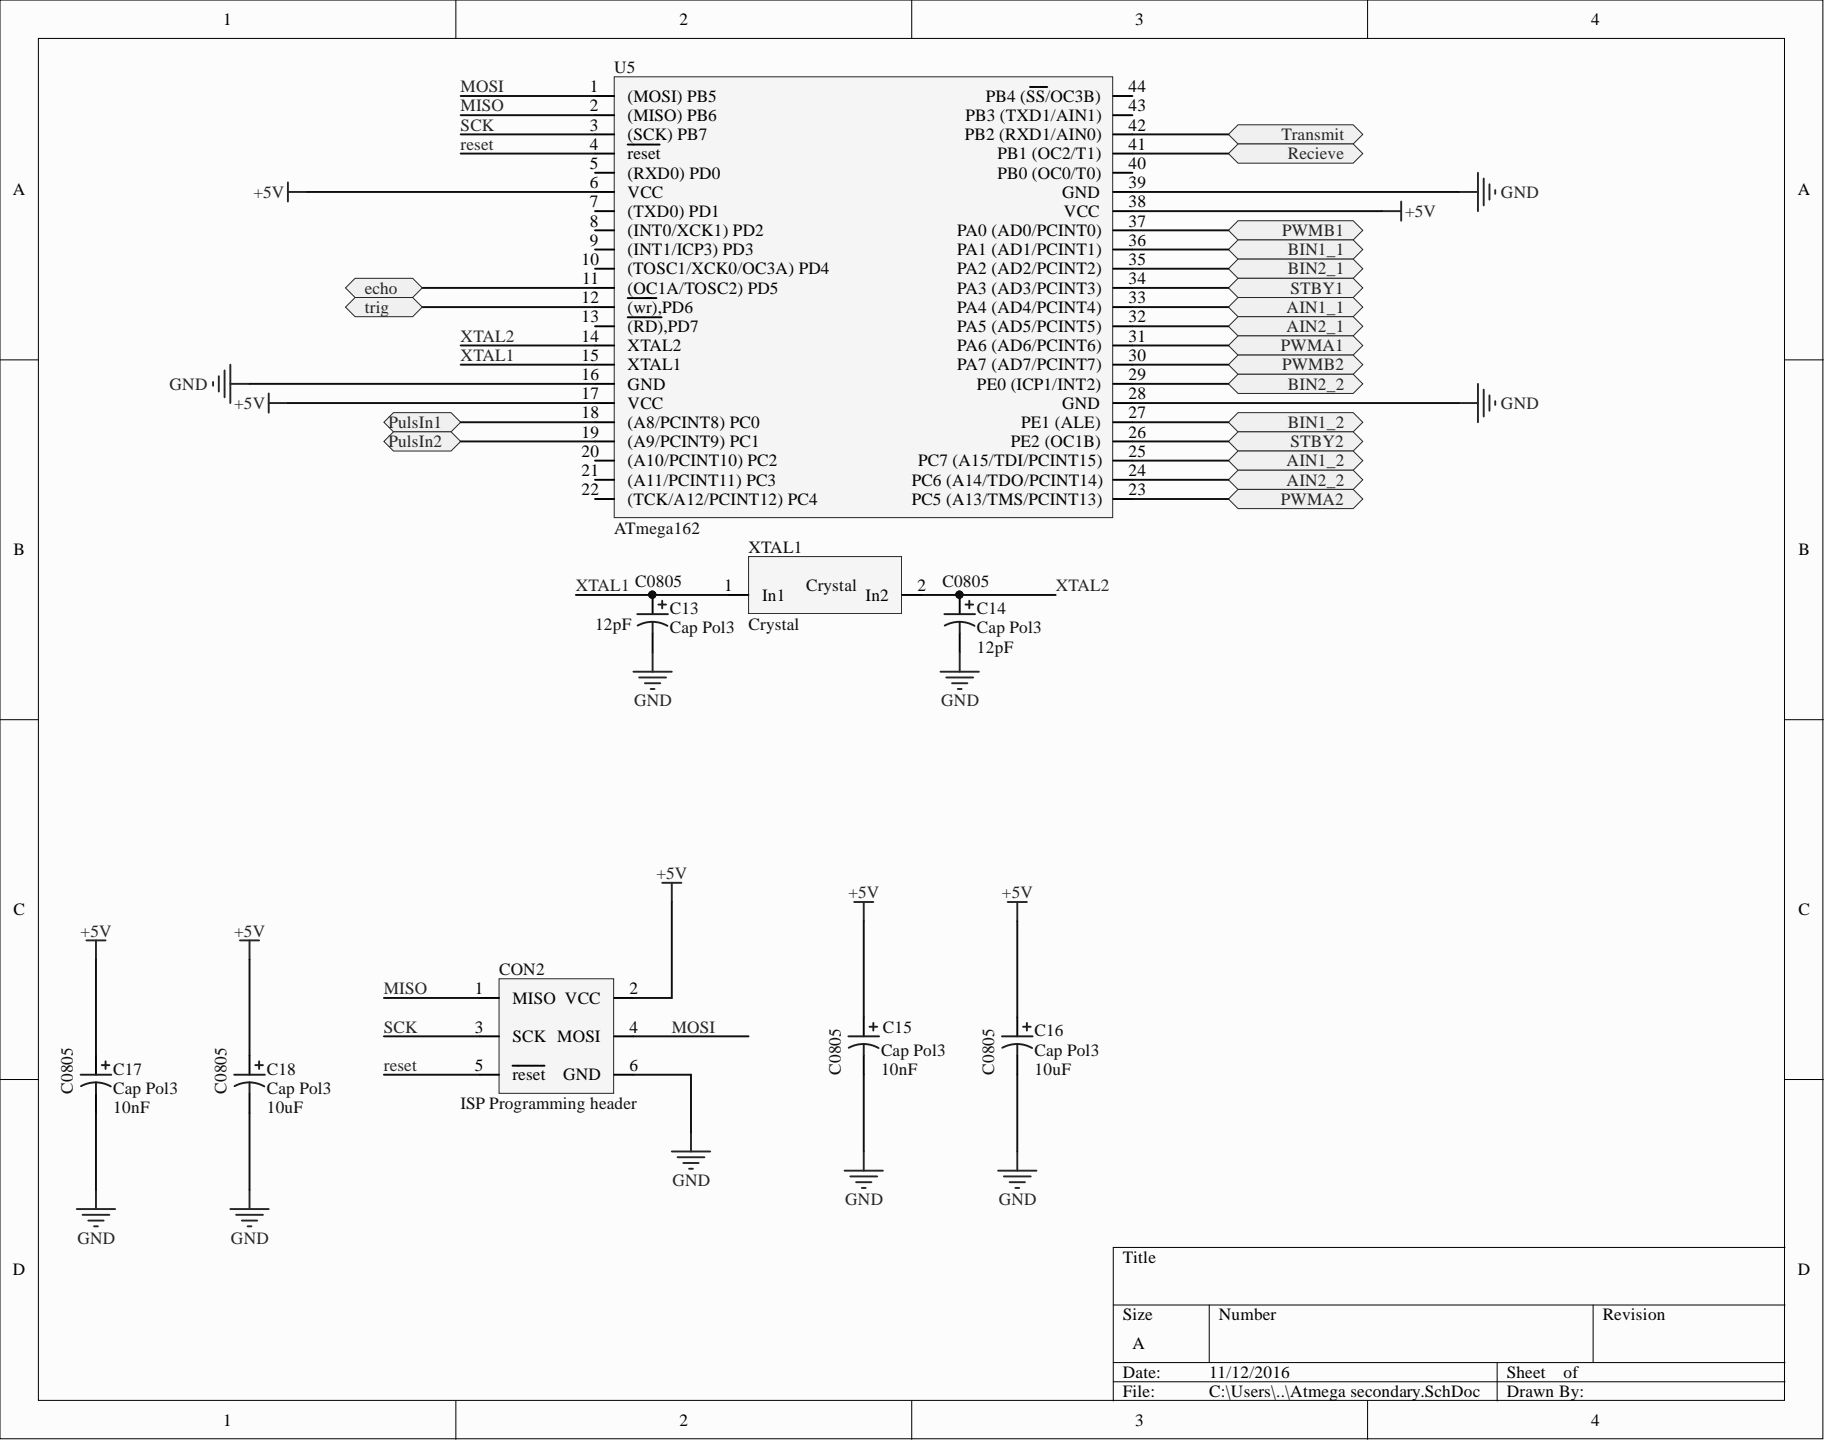 1 2 3 4
A A
B B
C C
D D
U5
MOSI 1 (MOSI) PB5
MISO 2 (MISO) PB6
SCK 3 (SCK) PB7
reset 4 reset
5 (RXD0) PD0
+5V 6 VCC
7 (TXD0) PD1
8 (INT0/XCK1) PD2
9 (INT1/ICP3) PD3
10 (TOSC1/XCK0/OC3A) PD4
echo 11 (OC1A/TOSC2) PD5
trig 12 (wr),PD6
13 (RD),PD7
XTAL2 14 XTAL2
XTAL1 15 XTAL1
GND 16 GND
+5V 17 VCC
PulsIn1 18 (A8/PCINT8) PC0
PulsIn2 19 (A9/PCINT9) PC1
20 (A10/PCINT10) PC2
21 (A11/PCINT11) PC3
22 (TCK/A12/PCINT12) PC4
PB4 (SS/OC3B) 44
PB3 (TXD1/AIN1) 43
PB2 (RXD1/AIN0) 42 Transmit
PB1 (OC2/T1) 41 Recieve
PB0 (OC0/T0) 40
GND 39 GND
VCC 38 +5V
PA0 (AD0/PCINT0) 37 PWMB1
PA1 (AD1/PCINT1) 36 BIN1_1
PA2 (AD2/PCINT2) 35 BIN2_1
PA3 (AD3/PCINT3) 34 STBY1
PA4 (AD4/PCINT4) 33 AIN1_1
PA5 (AD5/PCINT5) 32 AIN2_1
PA6 (AD6/PCINT6) 31 PWMA1
PA7 (AD7/PCINT7) 30 PWMB2
PE0 (ICP1/INT2) 29 BIN2_2
GND 28 GND
PE1 (ALE) 27 BIN1_2
PE2 (OC1B) 26 STBY2
PC7 (A15/TDI/PCINT15) 25 AIN1_2
PC6 (A14/TDO/PCINT14) 24 AIN2_2
PC5 (A13/TMS/PCINT13) 23 PWMA2
ATmega162
XTAL1
XTAL1 C0805 1 In1 Crystal In2 2 C0805 XTAL2
C13
12pF Cap Pol3
Crystal
C14
Cap Pol3
12pF
GND GND
+5V
C0805 C17
Cap Pol3
10nF
GND
+5V
C0805 C18
Cap Pol3
10uF
GND
+5V
CON2
MISO 1 MISO VCC 2
SCK 3 SCK MOSI 4 MOSI
reset 5 reset GND 6
ISP Programming header
GND
+5V
C0805 C15
Cap Pol3
10nF
GND
+5V
C0805 C16
Cap Pol3
10uF
GND
Title
Size Number Revision
A
Date: 11/12/2016 Sheet of
File: C:\Users\..\Atmega secondary.SchDoc Drawn By:
1 2 3 4